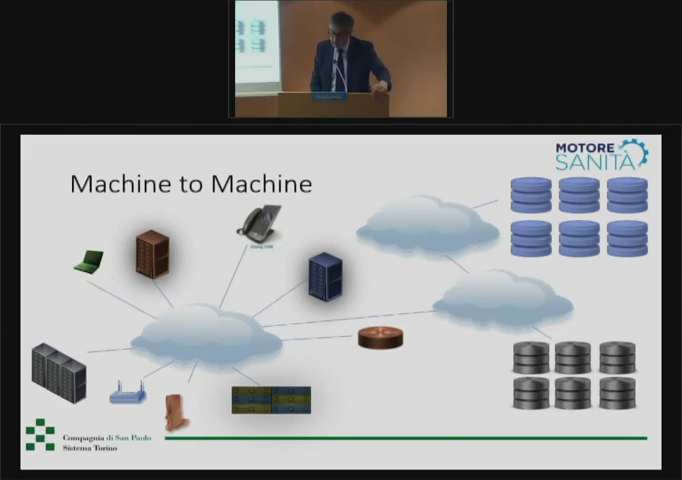 MOTORE
SANITÀ
Machine to Machine
Compagnia di San Paolo
Sistema Torino